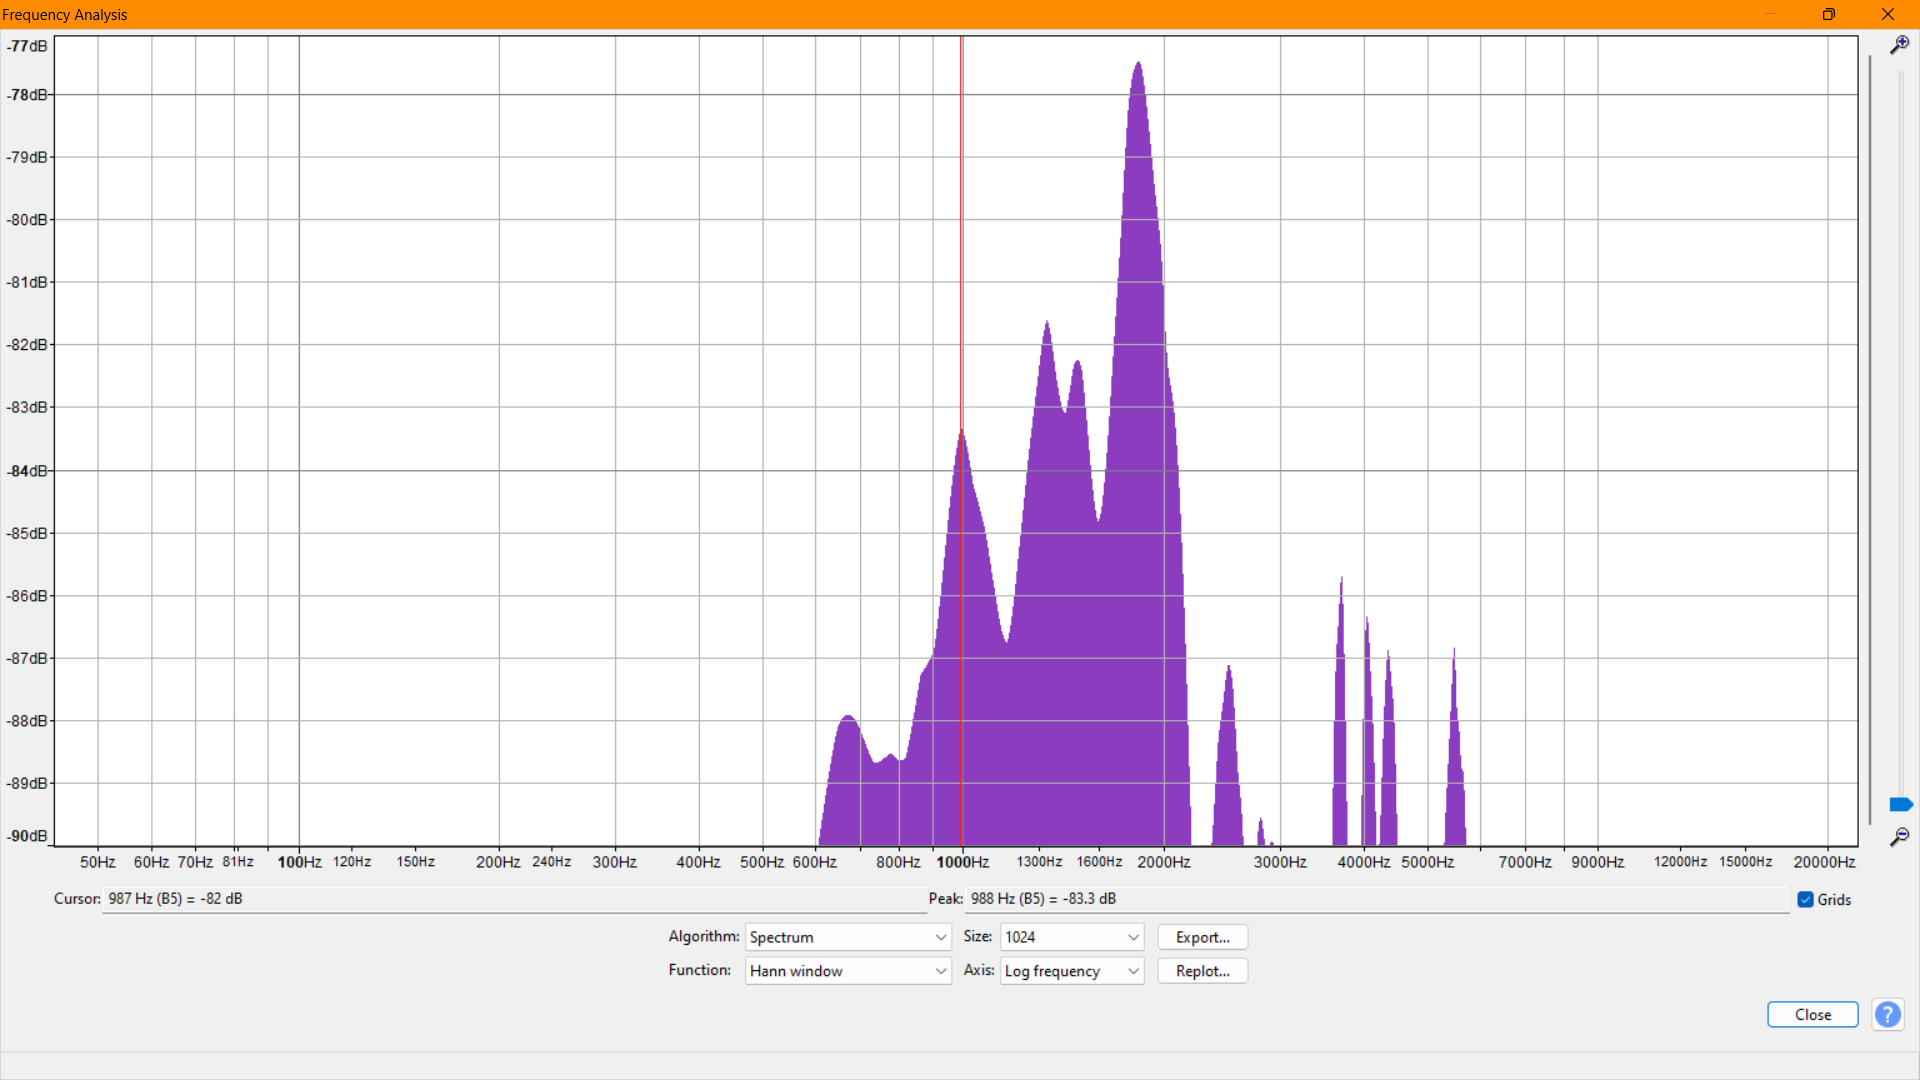 Frequency Analysis
-77dB
-78dB
-79dB
-80dB
-81dB
-82dB
-83dB
-84dB
-85dB
-86dB
-87dB
-88dB
-89dB
-90dB
50Hz 60Hz 70Hz 81Hz 100Hz 120Hz 150Hz 200Hz 240Hz 300Hz 400Hz 500Hz 600Hz 800Hz 1000Hz 1300Hz 1600Hz 2000Hz 3000Hz 4000Hz 5000Hz 7000Hz 9000Hz 12000Hz 15000Hz 20000Hz
Cursor: 987 Hz (B5) = -82 dB Peak: 988 Hz (B5) = -83.3 dB Grids
Algorithm: Spectrum Size: 1024 Export...
Function: Hann window Axis: Log frequency Replot...
Close ?